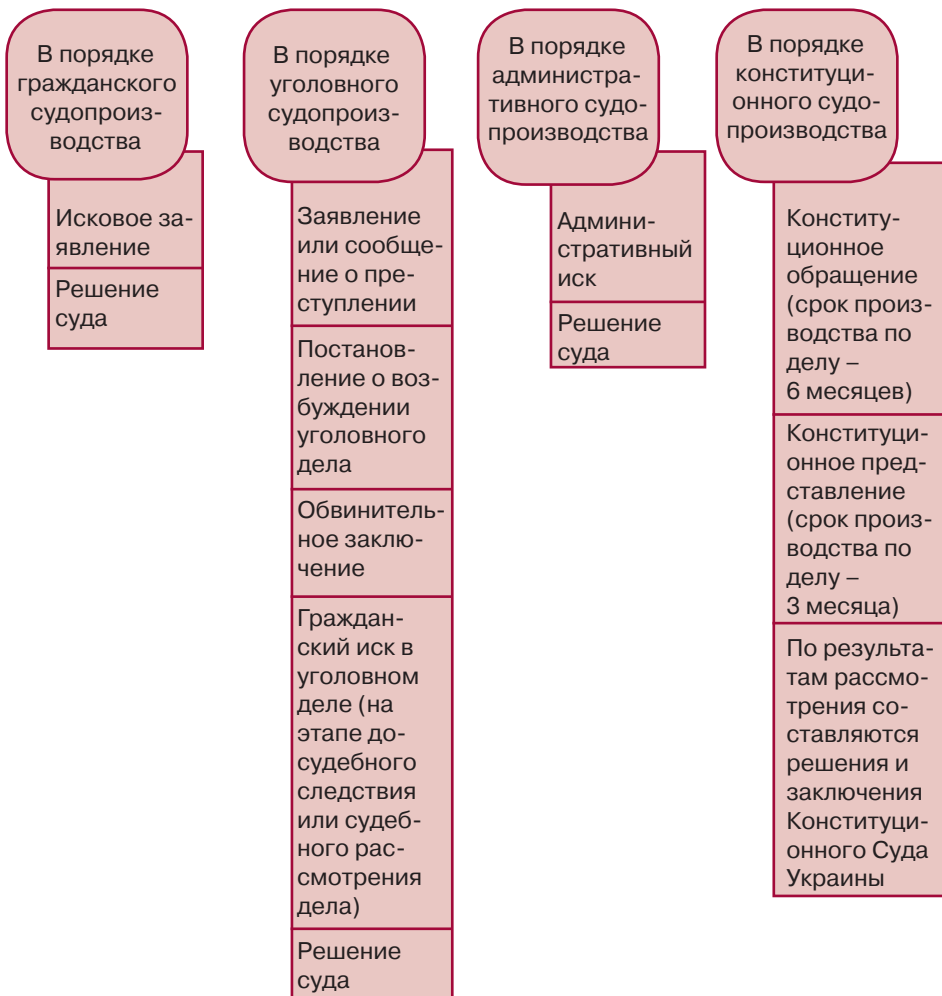 В порядке
гражданского
судопроиз-
водства
Исковое за-
явление
Решение
суда
В порядке
уголовного
судопроиз-
водства
Заявление
или сообще-
ние о пре-
ступлении
Постанов-
ление о воз-
буждении
уголовного
дела
Обвинитель-
ное заклю-
чение
Граждан-
ский иск в
уголовном
деле (на
этапе до-
судебного
следствия
или судеб-
ного рас-
смотрения
дела)
Решение
суда
В порядке
администра-
тивного судо-
производства
Админи-
стративный
иск
Решение
суда
В порядке
конституци-
онного судо-
производства
Конститу-
ционное
обращение
(срок произ-
водства по
делу –
6 месяцев)
Конституци-
онное пред-
ставление
(срок произ-
водства по
делу –
3 месяца)
По результа-
там рассмо-
трения со-
ставляются
решения и
заключения
Конституци-
онного Суда
Украины